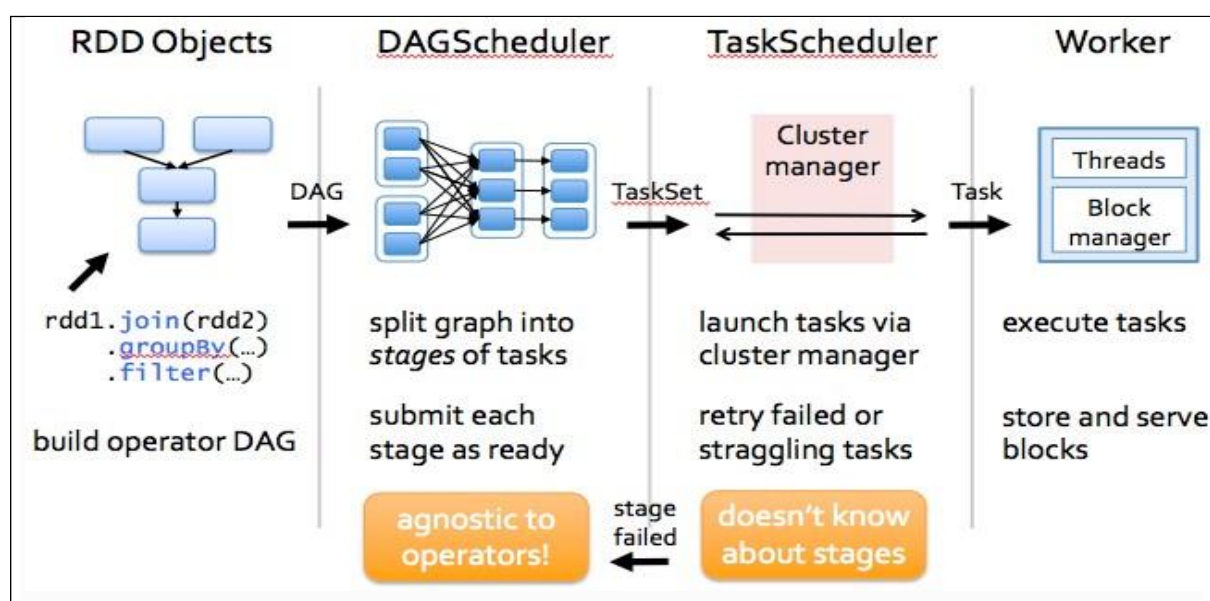 RDD Objects
DAGScheduler
TaskScheduler
Worker
DAG
TaskSet
Cluster
manager
Task
Threads
Block
manager
rdd1.join(rdd2)
.groupBy(…)
.filter(…)
build operator DAG
split graph into
stages of tasks
submit each
stage as ready
agnostic to
operators!
stage
failed
launch tasks via
cluster manager
retry failed or
straggling tasks
doesn't know
about stages
execute tasks
store and serve
blocks